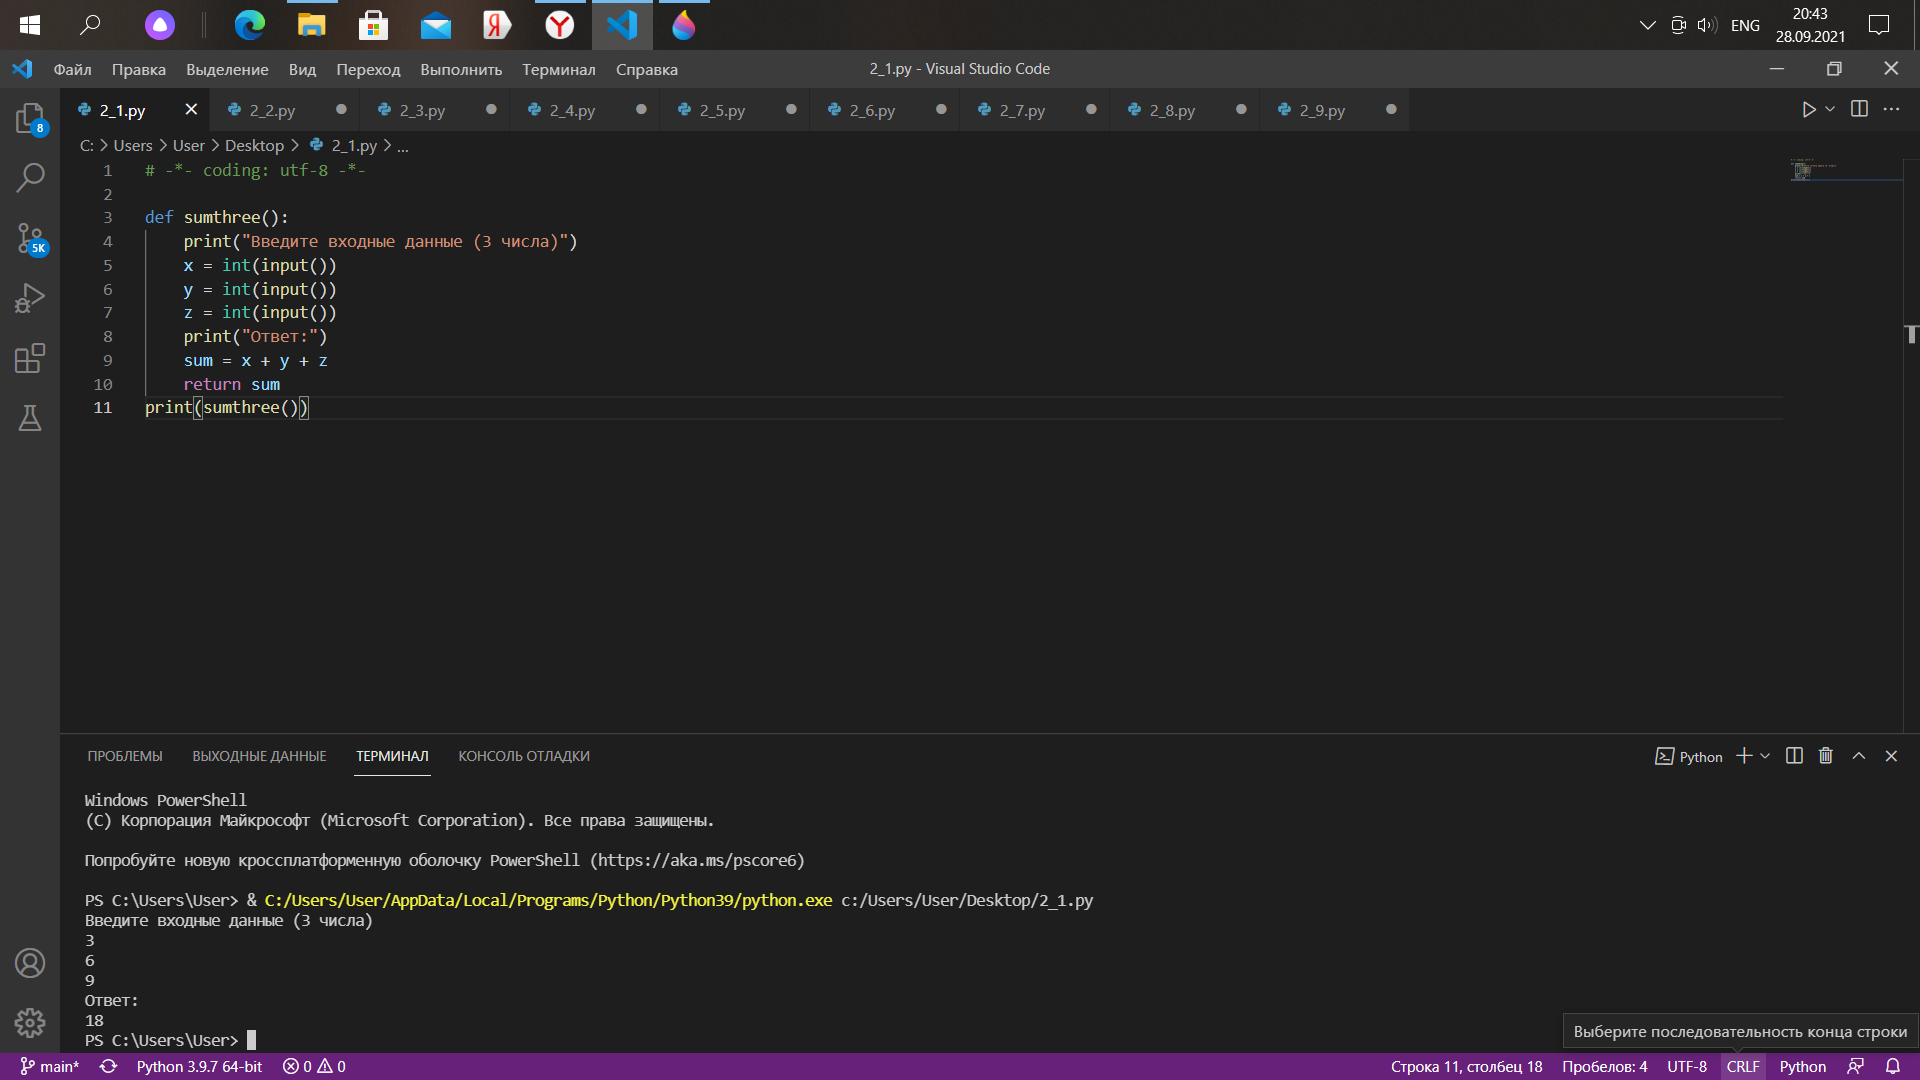 ENG
20:43
28.09.2021
Файл Правка Выделение Вид Переход Выполнить Терминал Справка
2_1.py - Visual Studio Code
2_1.py 2_2.py 2_3.py 2_4.py 2_5.py 2_6.py 2_7.py 2_8.py 2_9.py
C: > Users > User > Desktop > 2_1.py > ...
8
5K
1 # -*- coding: utf-8 -*-
2
3 def sumthree():
4 print("Введите входные данные (3 числа)")
5 x = int(input())
6 y = int(input())
7 z = int(input())
8 print("Ответ:")
9 sum = x + y + z
10 return sum
11 print(sumthree())
ПРОБЛЕМЫ ВЫХОДНЫЕ ДАННЫЕ ТЕРМИНАЛ КОНСОЛЬ ОТЛАДКИ
Python
Windows PowerShell
(C) Корпорация Майкрософт (Microsoft Corporation). Все права защищены.
Попробуйте новую кроссплатформенную оболочку PowerShell (https://aka.ms/pscore6)
PS C:\Users\User> & C:/Users/User/AppData/Local/Programs/Python/Python39/python.exe c:/Users/User/Desktop/2_1.py
Введите входные данные (3 числа)
3
6
9
Ответ:
18
PS C:\Users\User>
Выберите последовательность конца строки
main* Python 3.9.7 64-bit 0 0
Строка 11, столбец 18 Пробелов: 4 UTF-8 CRLF Python